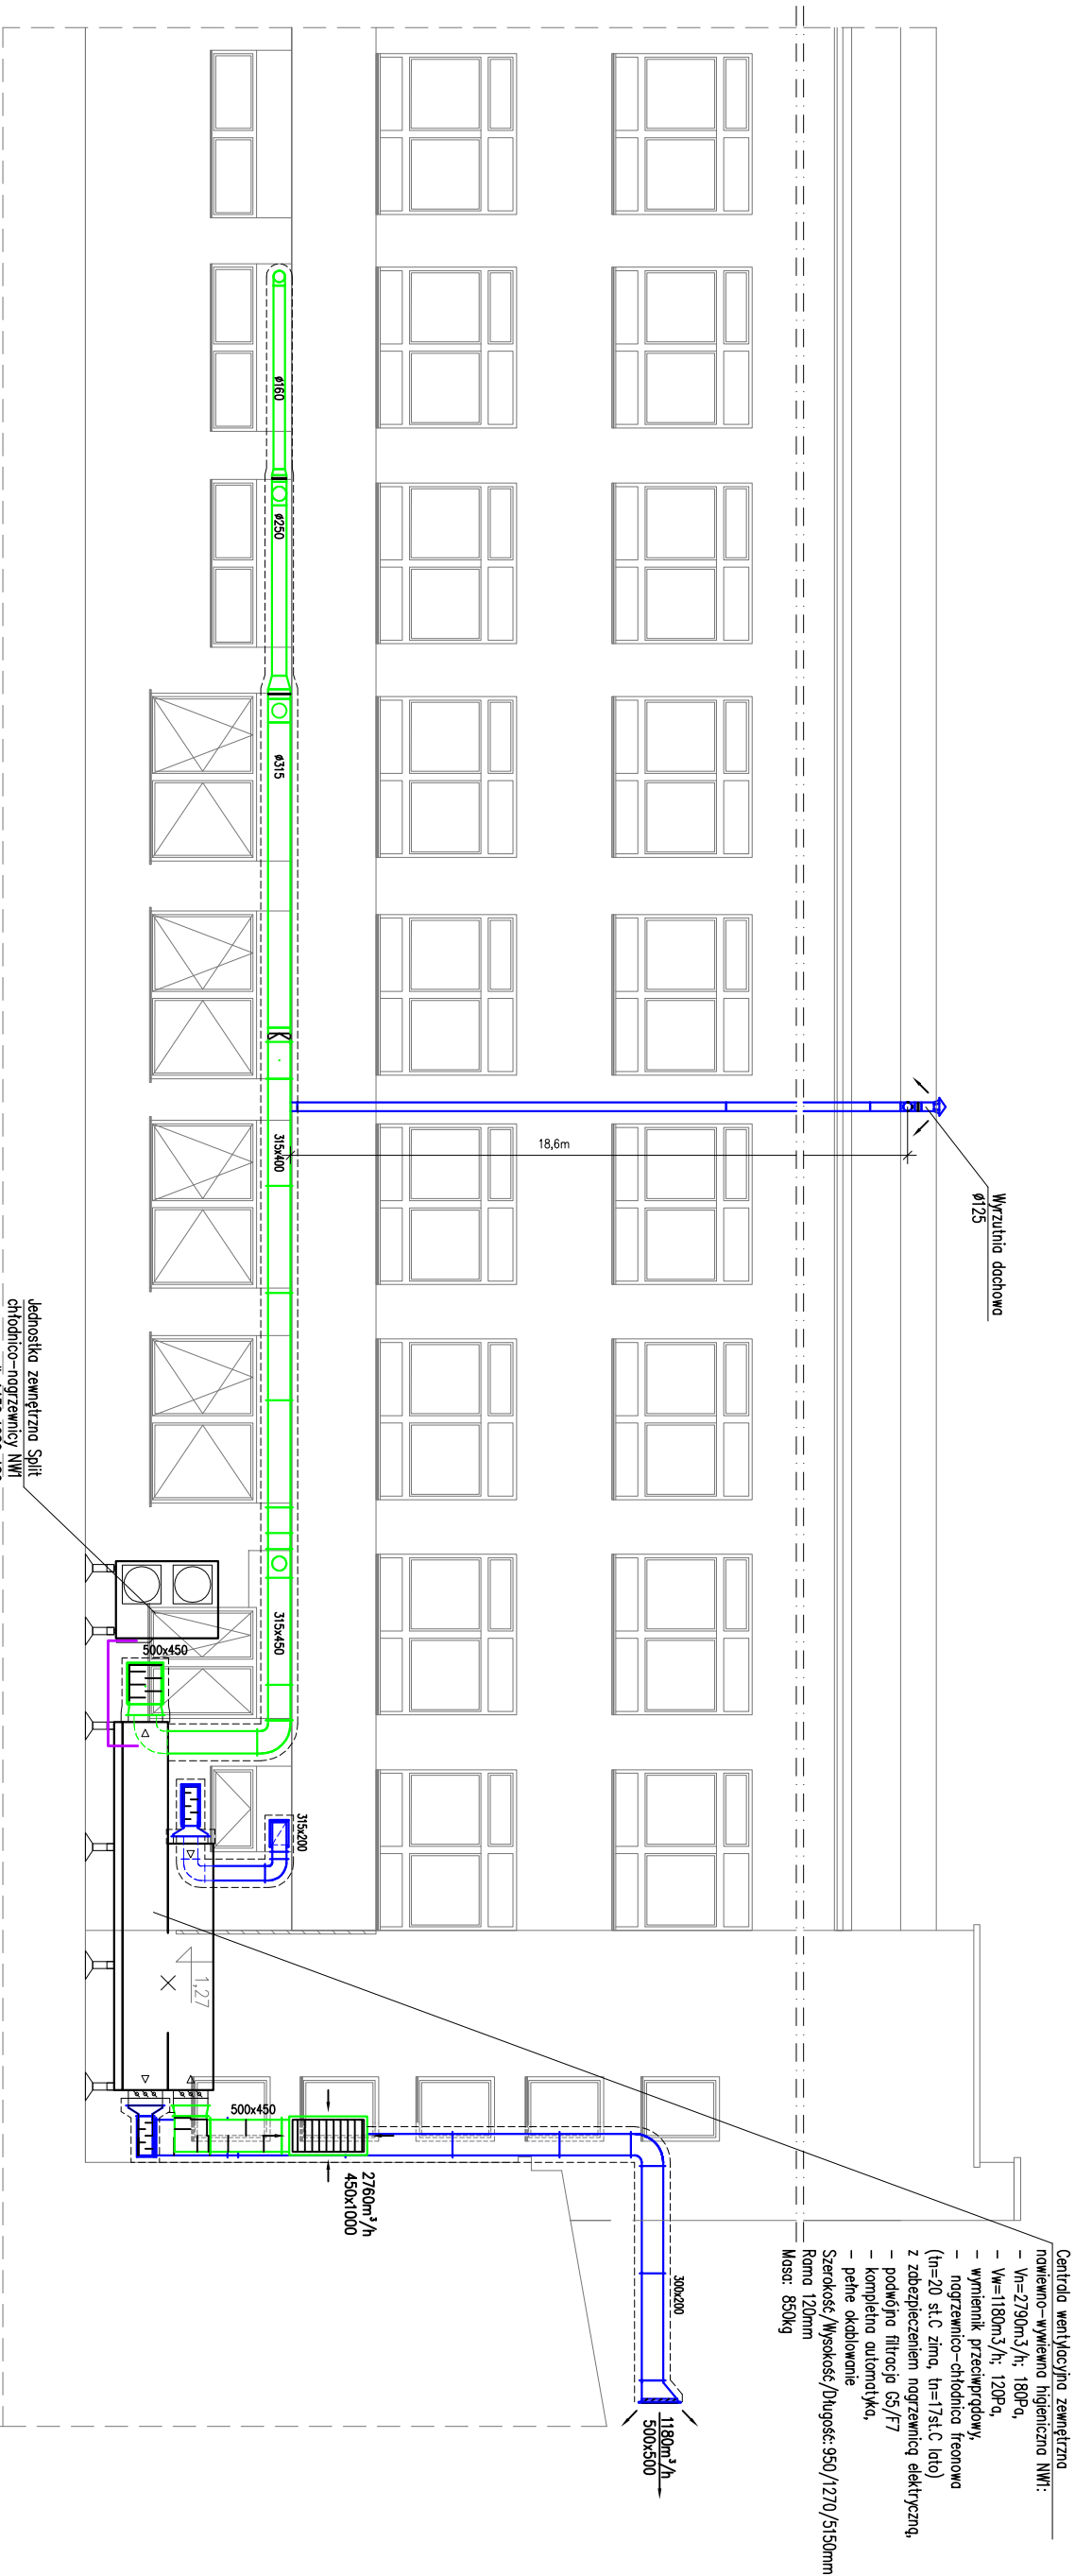 Centrala wentylacyjna zewnętrzna
nawiewno-wywiewna higieniczna NW1:
- Vn=2790m3/h; 180Pa,
- Vw=1180m3/h; 120Pa,
- wymiennik przeciwprądowy,
- nagrzewnico-chłodnica freonowa
(tn=20 st.C zima, tn=17st.C lato)
z zabezpieczeniem nagrzewnicą elektryczną,
- podwójna filtracja G5/F7
- kompletna automatyka,
- pełne okablowanie
Szerokość/Wysokość/Długość: 950/1270/5150mm
Rama 120mm
Masa: 850kg
Wyrzutnia dachowa
ø125
18,6m
ø160
ø250
ø315
315x400
315x450
315x200
300x200
1180m³/h
500x500
2760m³/h
450x1000
500x450
500x450
1,27
Jednostka zewnętrzna Split
chłodnico-nagrzewnicy NW1